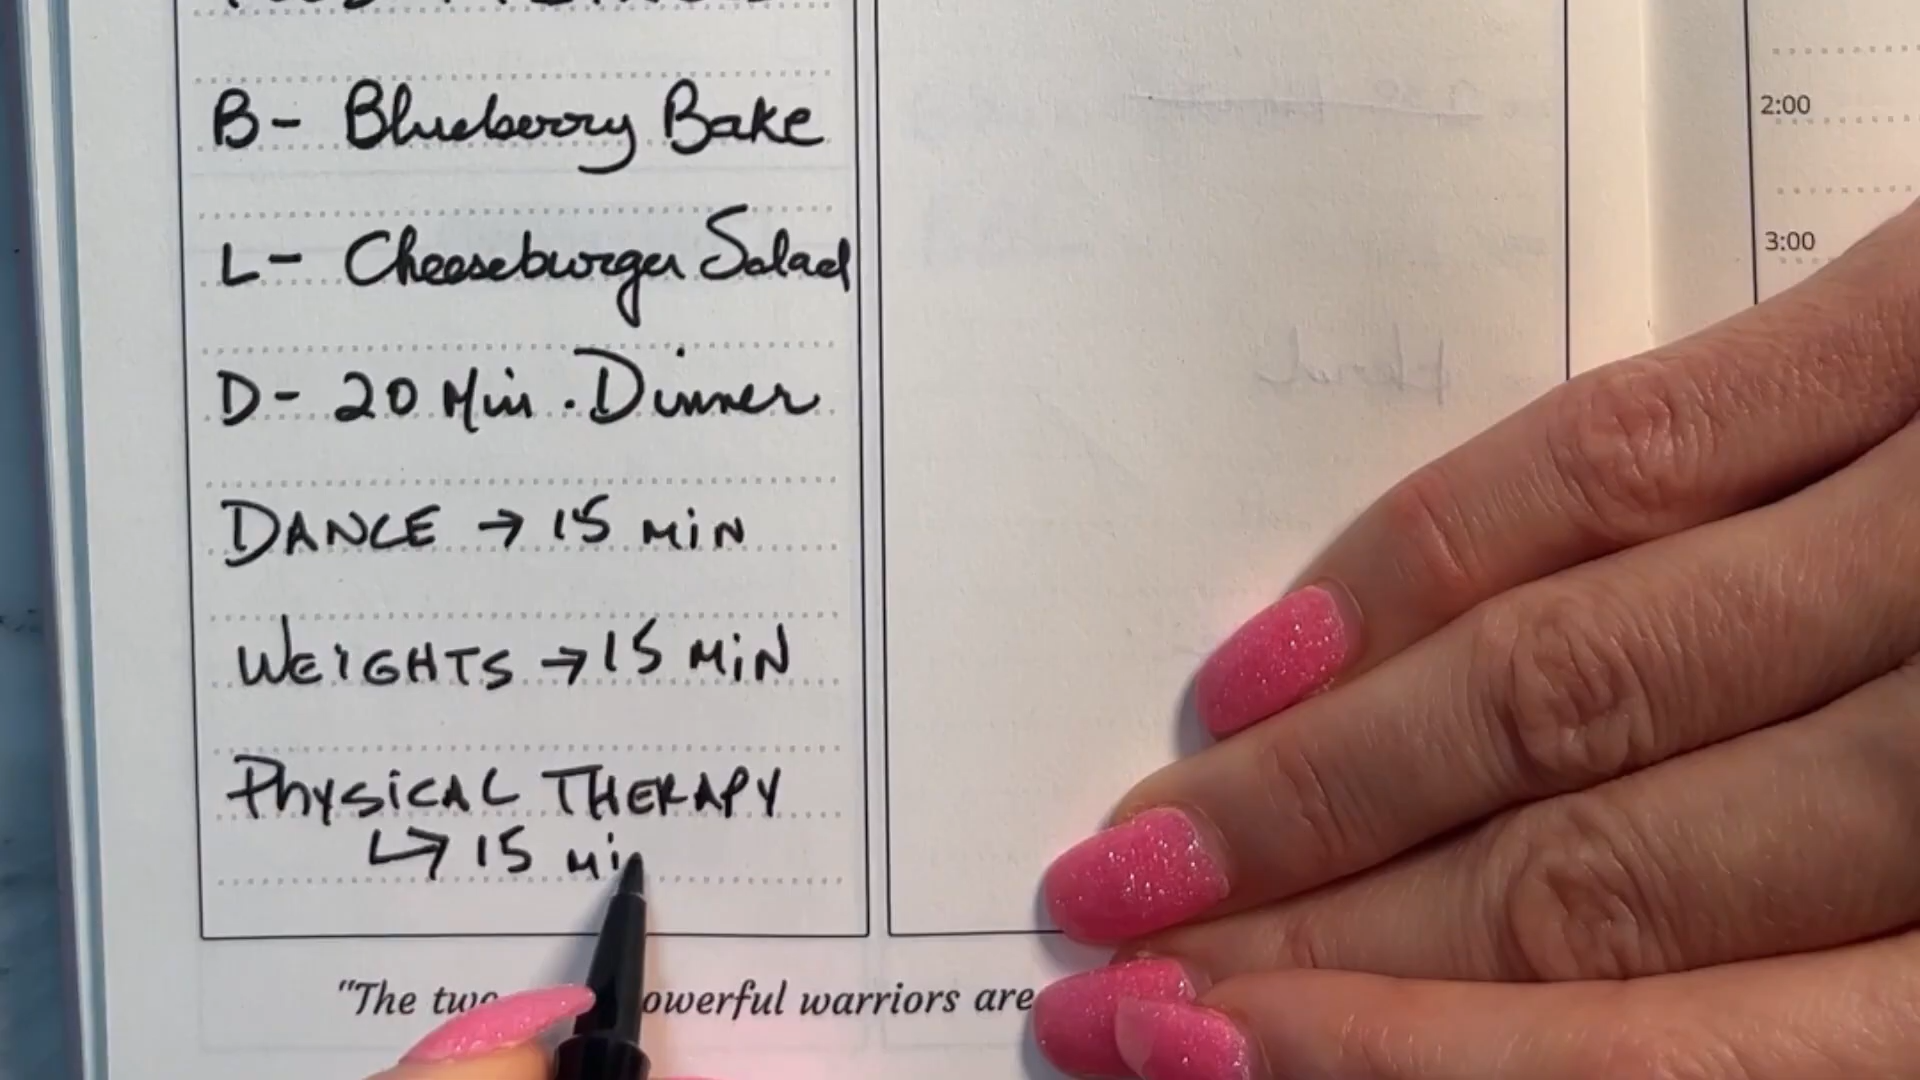 B- Blueberry Bake
L- Cheeseburger Salad
D- 20 Min. Dinner
DANCE → 15 MiN
WEIGHTS → 15 MiN
PhysiCAL THERAPY
↳ 15 Mi
"The two owerful warriors are
2:00
3:00